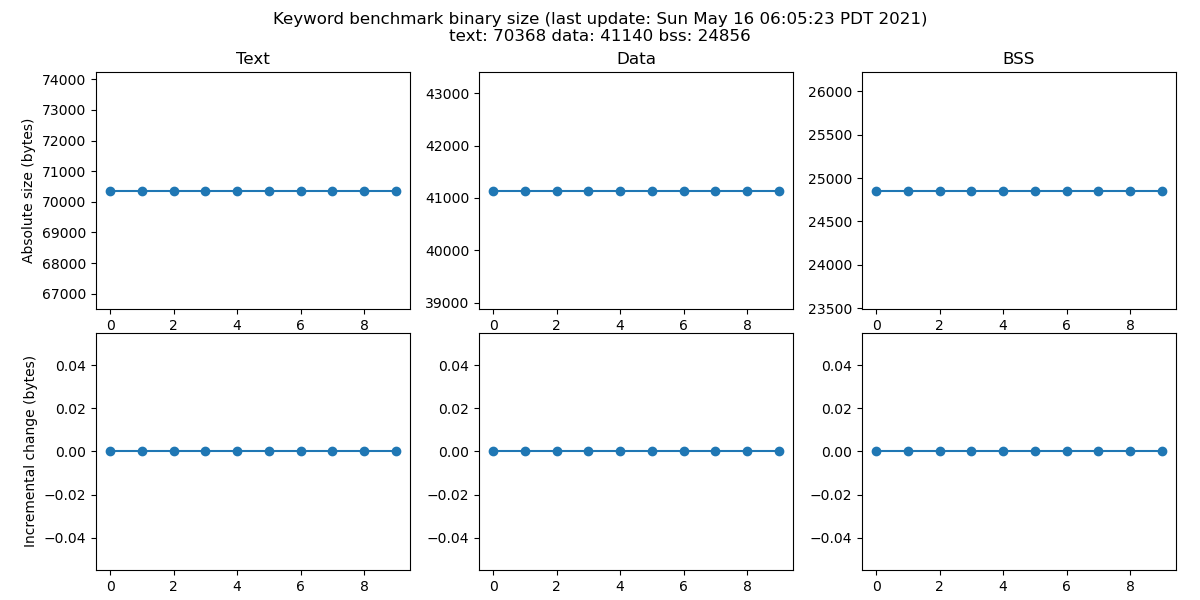 Keyword benchmark binary size (last update: Sun May 16 06:05:23 PDT 2021)
text: 70368 data: 41140 bss: 24856
Text
Data
BSS
Absolute size (bytes)
74000
73000
72000
71000
70000
69000
68000
67000
0 2 4 6 8
43000
42000
41000
40000
39000
0 2 4 6 8
26000
25500
25000
24500
24000
23500
0 2 4 6 8
Incremental change (bytes)
0.04
0.02
0.00
−0.02
−0.04
0 2 4 6 8
0.04
0.02
0.00
−0.02
−0.04
0 2 4 6 8
0.04
0.02
0.00
−0.02
−0.04
0 2 4 6 8